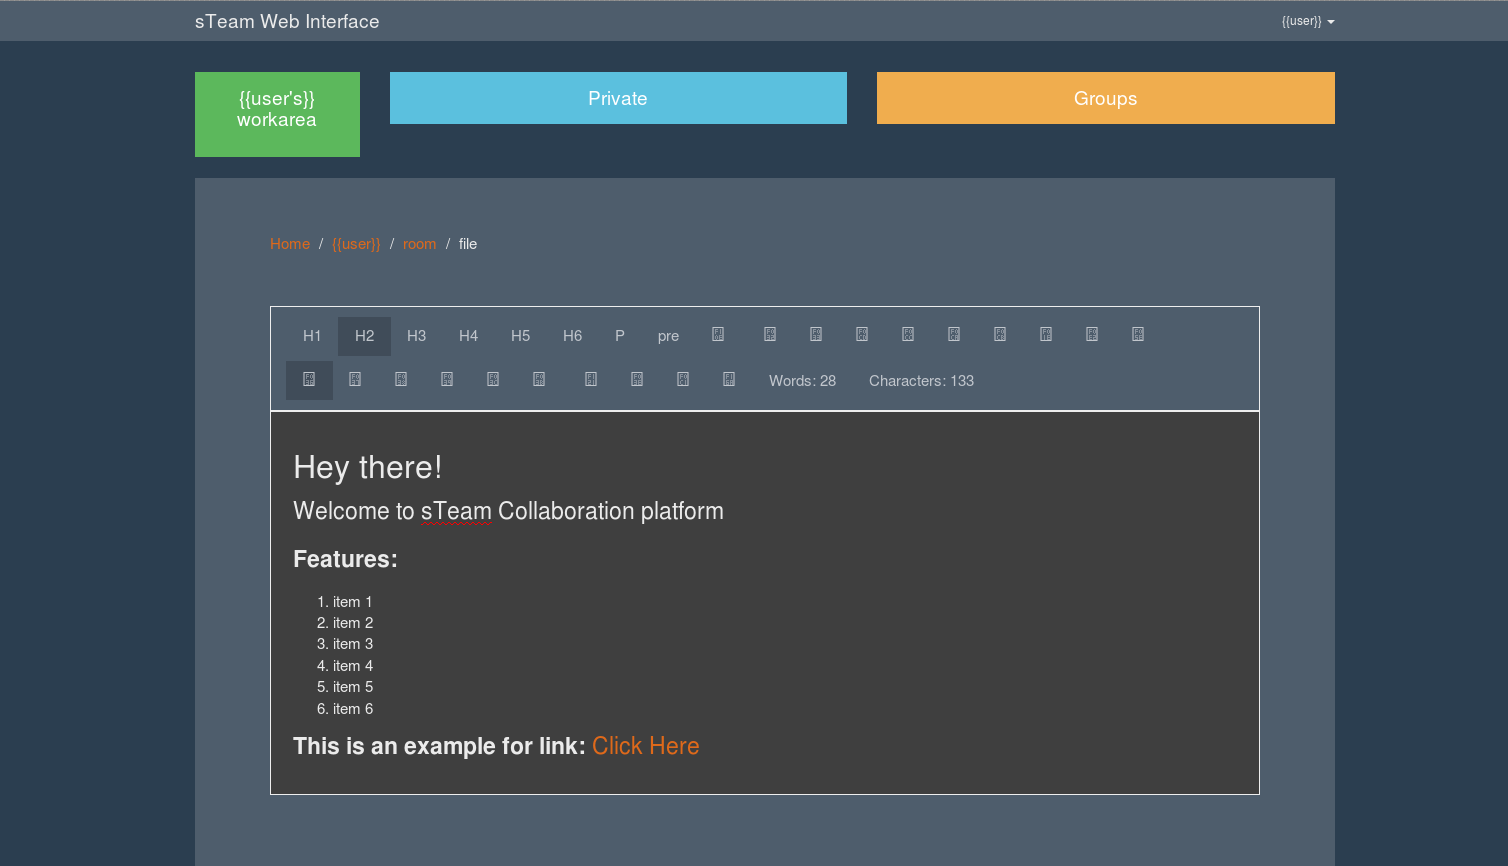 sTeam Web Interface
{{user}}
{{user's}}
workarea
Private
Groups
Home / {{user}} / room / file
H1 H2 H3 H4 H5 H6 P pre
Words: 28 Characters: 133
Hey there!
Welcome to sTeam Collaboration platform
Features:
1. item 1
2. item 2
3. item 3
4. item 4
5. item 5
6. item 6
This is an example for link: Click Here